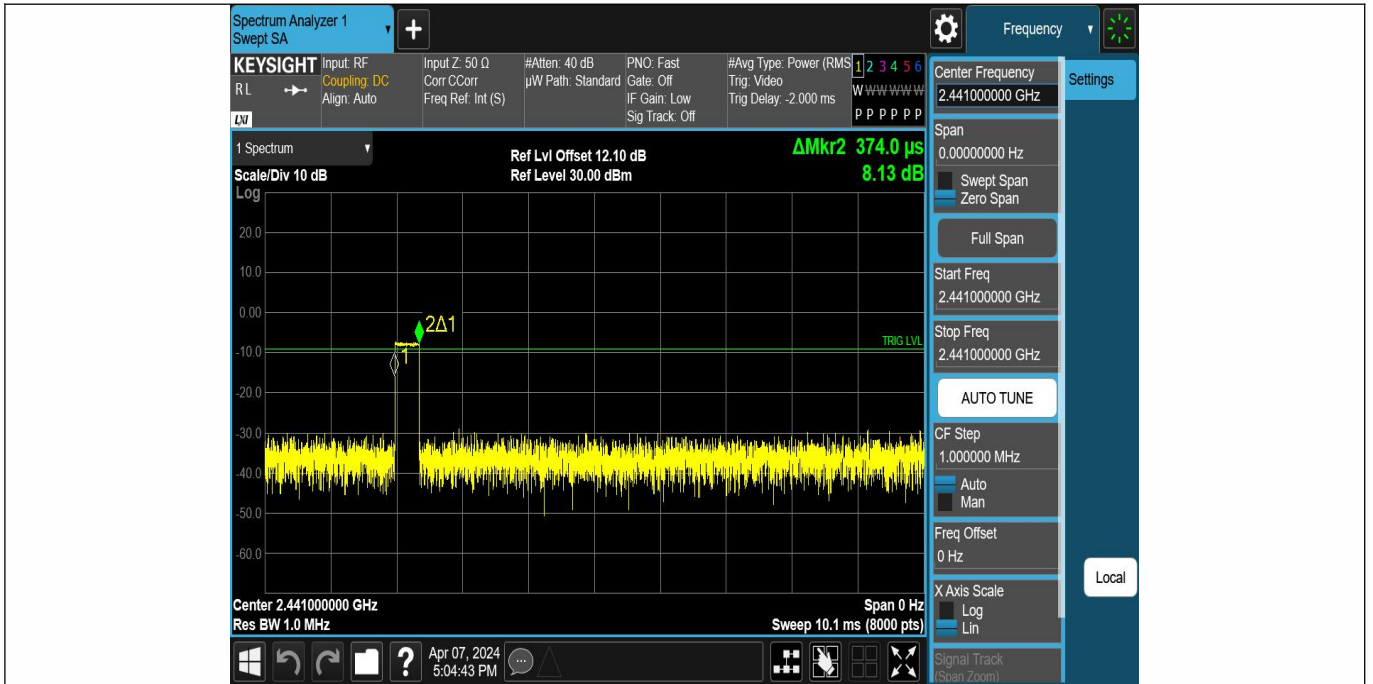 Spectrum Analyzer 1
Swept SA
+
Frequency
KEYSIGHT
RL
LXI
Input: RF
Coupling: DC
Align: Auto
Input Z: 50 Ω
Corr CCorr
Freq Ref: Int (S)
#Atten: 40 dB
µW Path: Standard
PNO: Fast
Gate: Off
IF Gain: Low
Sig Track: Off
#Avg Type: Power (RMS
Trig: Video
Trig Delay: -2.000 ms
1 2 3 4 5 6
W W W W W W
P P P P P P
1 Spectrum
Scale/Div 10 dB
Ref Lvl Offset 12.10 dB
Ref Level 30.00 dBm
ΔMkr2 374.0 µs
8.13 dB
Log
20.0
10.0
0.00
-10.0
-20.0
-30.0
-40.0
-50.0
-60.0
2Δ1
1
TRIG LVL
Center 2.441000000 GHz
Res BW 1.0 MHz
Span 0 Hz
Sweep 10.1 ms (8000 pts)
Center Frequency
2.441000000 GHz
Settings
Span
0.00000000 Hz
Swept Span
Zero Span
Full Span
Start Freq
2.441000000 GHz
Stop Freq
2.441000000 GHz
AUTO TUNE
CF Step
1.000000 MHz
Auto
Man
Freq Offset
0 Hz
X Axis Scale
Log
Lin
Signal Track
(Span Zoom)
Local
?
Apr 07, 2024
5:04:43 PM